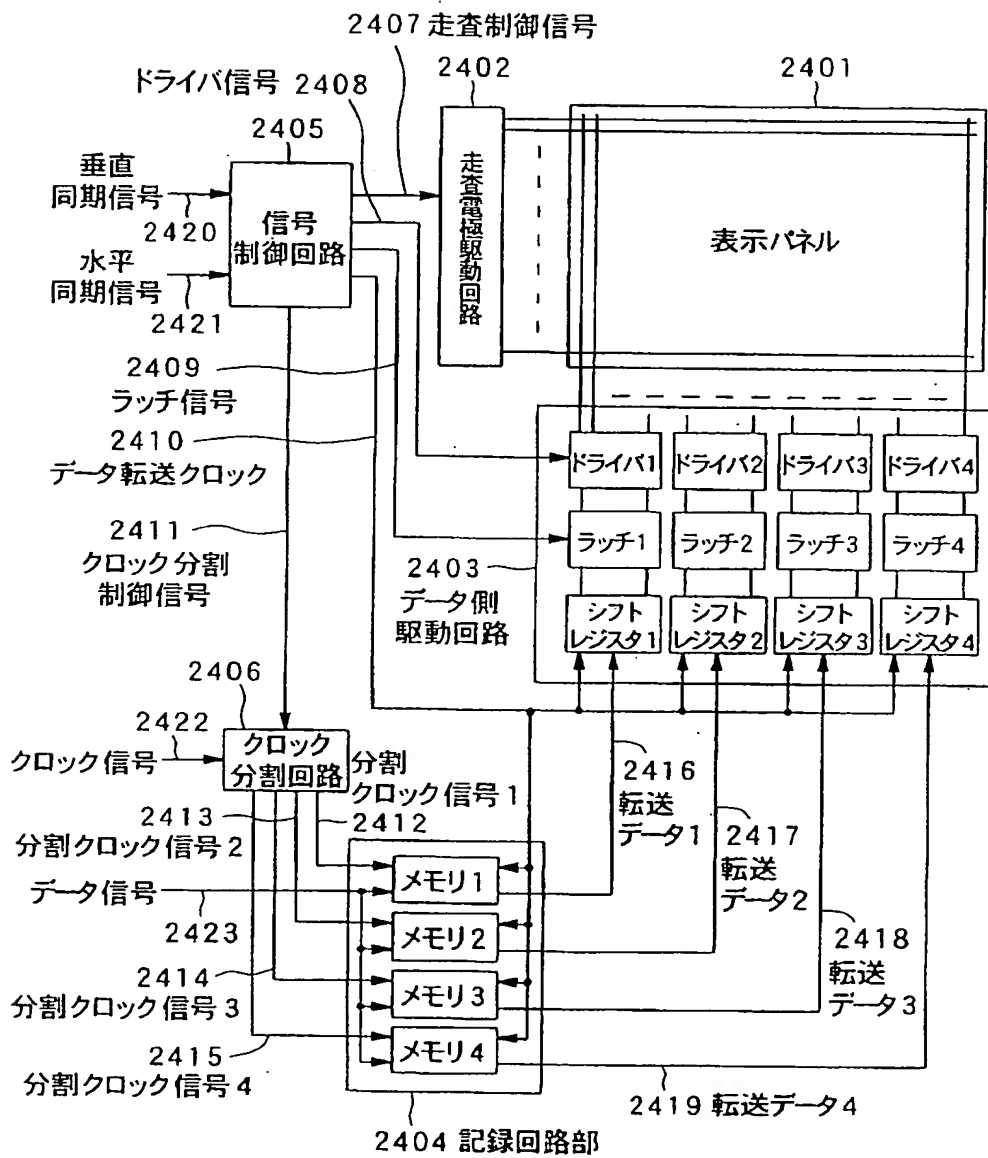 2407 走査制御信号
ドライバ信号 2408
2402
2401
2405
垂直
同期信号
2420
信号
制御回路
走査電極駆動回路
表示パネル
水平
同期信号
2421
2409
ラッチ信号
2410
データ転送クロック
2411
クロック分割
制御信号
ドライバ1
ドライバ2
ドライバ3
ドライバ4
ラッチ1
ラッチ2
ラッチ3
ラッチ4
2403
データ側
駆動回路
シフト
レジスタ1
シフト
レジスタ2
シフト
レジスタ3
シフト
レジスタ4
2406
2422
クロック信号
クロック
分割回路
分割
クロック信号1
2412
2413
分割クロック信号2
データ信号
2423
2414
分割クロック信号3
2415
分割クロック信号4
メモリ1
メモリ2
メモリ3
メモリ4
2416
転送
データ1
2417
転送
データ2
2418
転送
データ3
2419 転送データ4
2404 記録回路部